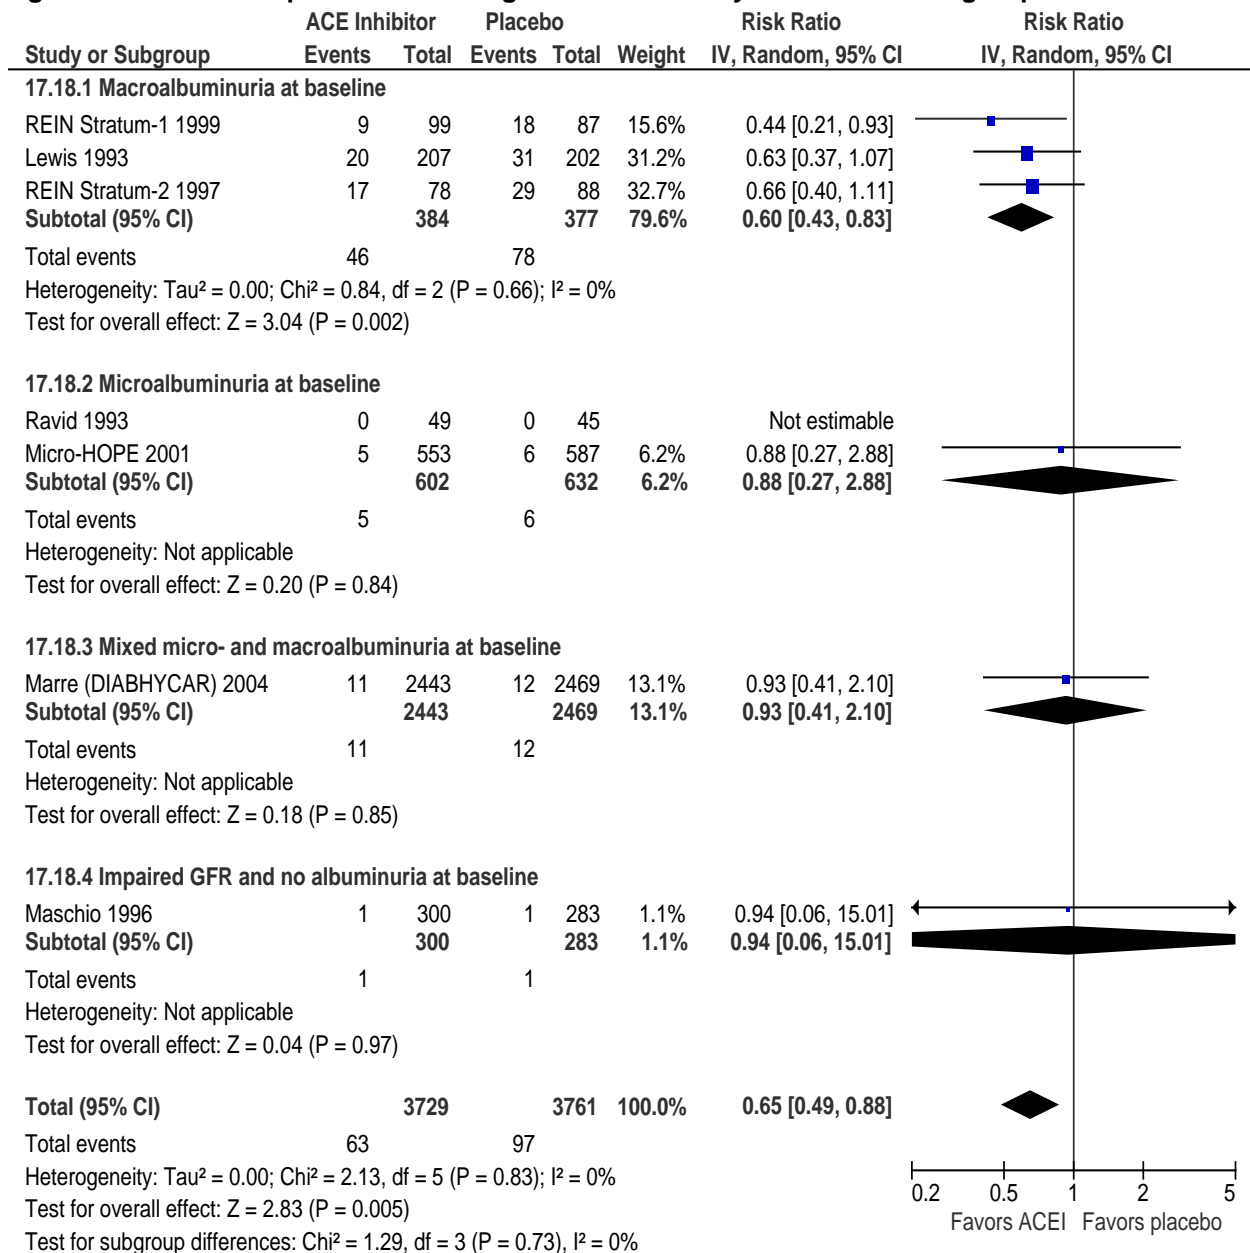 ACE Inhibitor Placebo Risk Ratio Risk Ratio
Study or Subgroup Events Total Events Total Weight IV, Random, 95% CI IV, Random, 95% CI
17.18.1 Macroalbuminuria at baseline
REIN Stratum-1 1999 9 99 18 87 15.6% 0.44 [0.21, 0.93]
Lewis 1993 20 207 31 202 31.2% 0.63 [0.37, 1.07]
REIN Stratum-2 1997 17 78 29 88 32.7% 0.66 [0.40, 1.11]
Subtotal (95% CI) 384 377 79.6% 0.60 [0.43, 0.83]
Total events 46 78
Heterogeneity: Tau² = 0.00; Chi² = 0.84, df = 2 (P = 0.66); I² = 0%
Test for overall effect: Z = 3.04 (P = 0.002)
17.18.2 Microalbuminuria at baseline
Ravid 1993 0 49 0 45 Not estimable
Micro-HOPE 2001 5 553 6 587 6.2% 0.88 [0.27, 2.88]
Subtotal (95% CI) 602 632 6.2% 0.88 [0.27, 2.88]
Total events 5 6
Heterogeneity: Not applicable
Test for overall effect: Z = 0.20 (P = 0.84)
17.18.3 Mixed micro- and macroalbuminuria at baseline
Marre (DIABHYCAR) 2004 11 2443 12 2469 13.1% 0.93 [0.41, 2.10]
Subtotal (95% CI) 2443 2469 13.1% 0.93 [0.41, 2.10]
Total events 11 12
Heterogeneity: Not applicable
Test for overall effect: Z = 0.18 (P = 0.85)
17.18.4 Impaired GFR and no albuminuria at baseline
Maschio 1996 1 300 1 283 1.1% 0.94 [0.06, 15.01]
Subtotal (95% CI) 300 283 1.1% 0.94 [0.06, 15.01]
Total events 1 1
Heterogeneity: Not applicable
Test for overall effect: Z = 0.04 (P = 0.97)
Total (95% CI) 3729 3761 100.0% 0.65 [0.49, 0.88]
Total events 63 97
Heterogeneity: Tau² = 0.00; Chi² = 2.13, df = 5 (P = 0.83); I² = 0%
Test for overall effect: Z = 2.83 (P = 0.005)
Test for subgroup differences: Chi² = 1.29, df = 3 (P = 0.73), I² = 0%
0.2 0.5 1 2 5
Favors ACEI Favors placebo